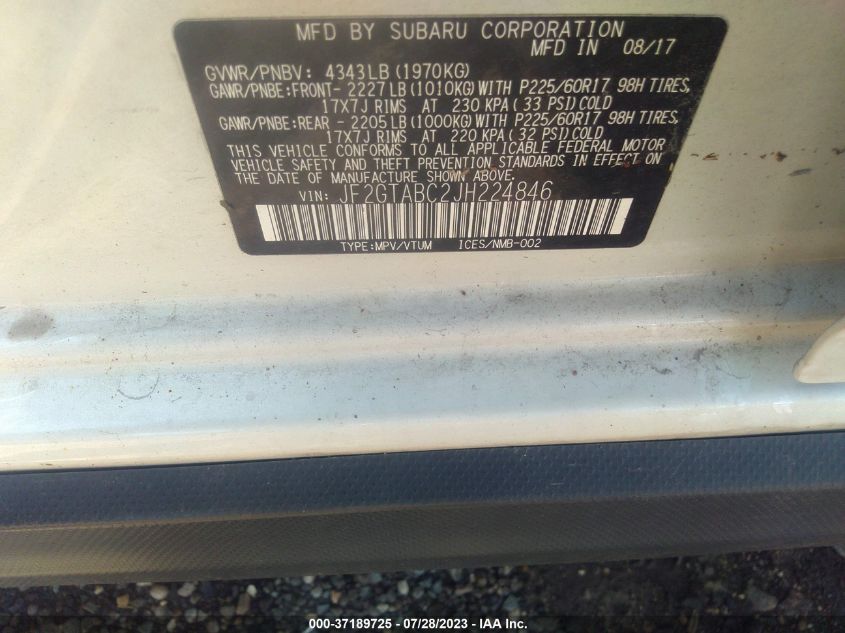 MFD BY SUBARU CORPORATION
MFD IN 08/17
GVWR/PNBV: 4343LB (1970KG)
GAWR/PNBE:FRONT- 2227 LB (1010KG) WITH P225/60R17 98H TIRES,
17X7J RIMS AT 230 KPA ( 33 PSI) COLD
GAWR/PNBE:REAR - 2205 LB (1000KG) WITH P225/60R17 98H TIRES,
17X7J RIMS AT 220 KPA ( 32 PSI) COLD
THIS VEHICLE CONFORMS TO ALL APPLICABLE FEDERAL MOTOR
VEHICLE SAFETY AND THEFT PREVENTION STANDARDS IN EFFECT ON
THE DATE OF MANUFACTURE SHOWN ABOVE.
VIN: JF2GTABC2JH224846
TYPE:MPV/VTUM ICES/NMB-002
000-37189725 - 07/28/2023 - IAA Inc.